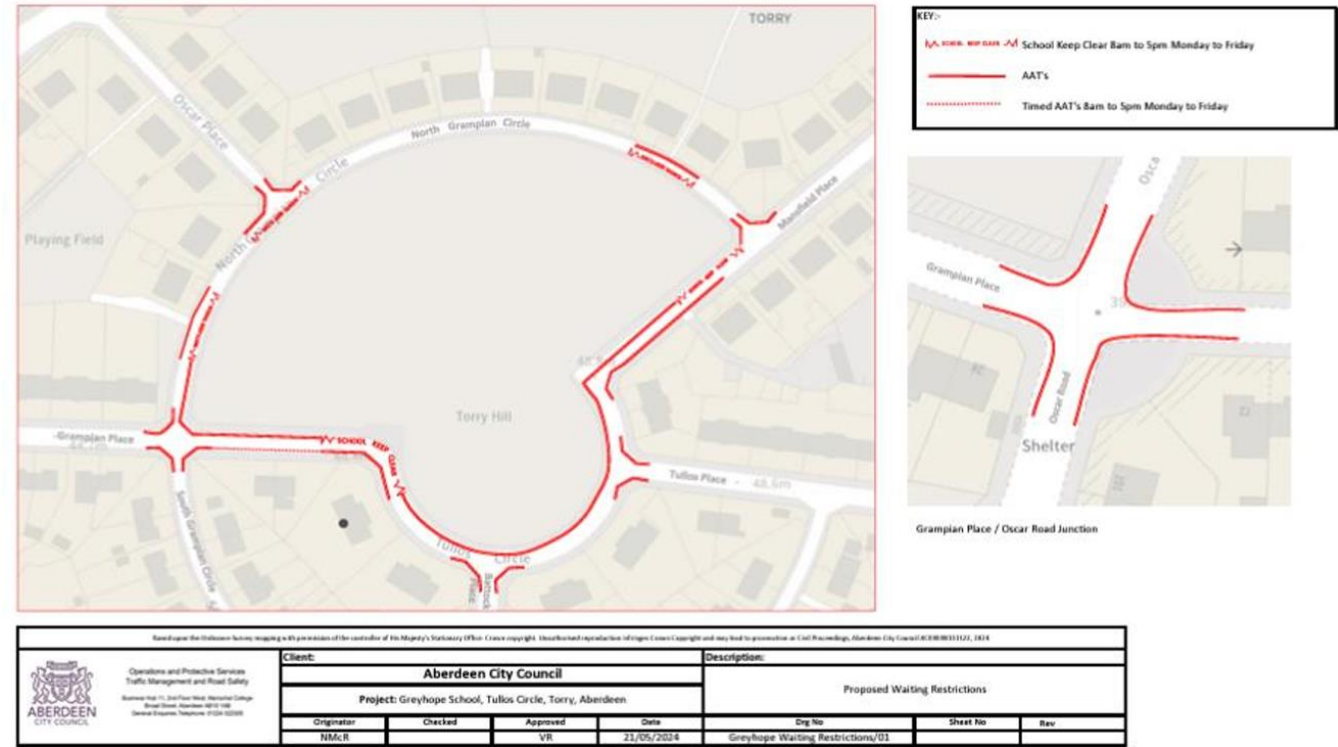 TORRY
Oscar Place
North Grampian Circle
Circle
Mansfield Place
Playing Field
North
Torry Hill
Grampian Place
SCHOOL KEEP CLEAR
Tullos Place
48.6m
South Grampian Circle
Tullos Circle
Battock Place
KEY:-
School Keep Clear 8am to 5pm Monday to Friday
AAT's
Timed AAT's 8am to 5pm Monday to Friday
Osca
Grampian Place
Oscar Road
Shelter
Grampian Place / Oscar Road Junction
ABERDEEN
CITY COUNCIL
Operations and Protective Services
Traffic Management and Road Safety
Client:
Aberdeen City Council
Project: Greyhope School, Tullos Circle, Torry, Aberdeen
Description:
Proposed Waiting Restrictions
Originator Checked Approved Date Drg No Sheet No Rev
NMcR VR 21/05/2024 Greyhope Waiting Restrictions/01